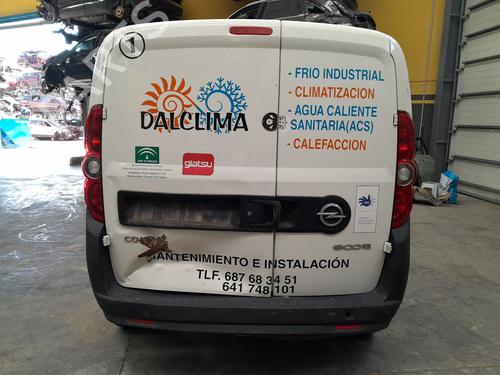 1
DALCLIMA
- FRIO INDUSTRIAL
- CLIMATIZACION
- AGUA CALIENTE
SANITARIA(ACS)
- CALEFACCION
giatsu
MANTENIMIENTO E INSTALACIÓN
TLF. 687 68 34 51
641 748 101